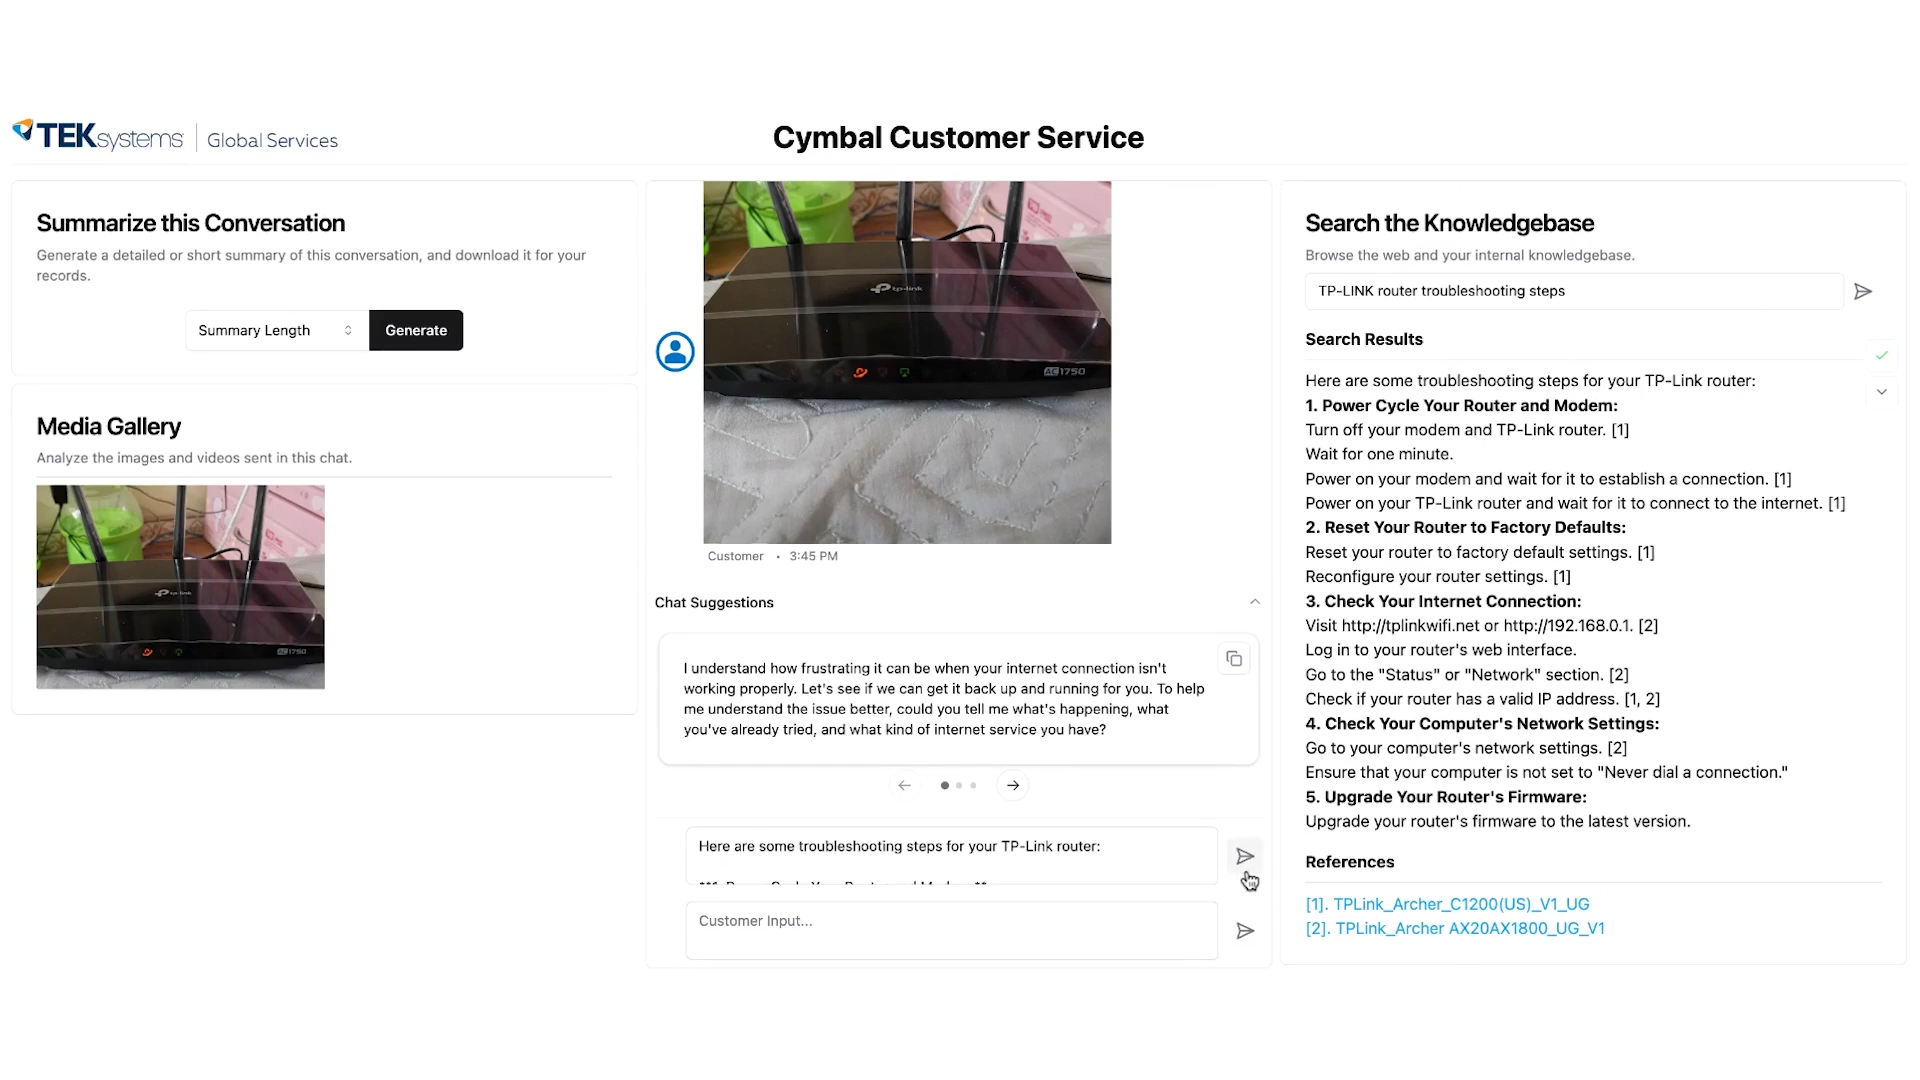 TEKsystems Global Services
Cymbal Customer Service
Summarize this Conversation
Generate a detailed or short summary of this conversation, and download it for your
records.
Summary Length
Generate
Media Gallery
Analyze the images and videos sent in this chat.
tp-link
AC1750
tp-link
AC1750
Customer • 3:45 PM
Chat Suggestions
I understand how frustrating it can be when your internet connection isn't
working properly. Let's see if we can get it back up and running for you. To help
me understand the issue better, could you tell me what's happening, what
you've already tried, and what kind of internet service you have?
Here are some troubleshooting steps for your TP-Link router:
**1. Power Cycle Your Router and Modem:**
Customer Input...
Search the Knowledgebase
Browse the web and your internal knowledgebase.
TP-LINK router troubleshooting steps
Search Results
Here are some troubleshooting steps for your TP-Link router:
1. Power Cycle Your Router and Modem:
Turn off your modem and TP-Link router. [1]
Wait for one minute.
Power on your modem and wait for it to establish a connection. [1]
Power on your TP-Link router and wait for it to connect to the internet. [1]
2. Reset Your Router to Factory Defaults:
Reset your router to factory default settings. [1]
Reconfigure your router settings. [1]
3. Check Your Internet Connection:
Visit http://tplinkwifi.net or http://192.168.0.1. [2]
Log in to your router's web interface.
Go to the "Status" or "Network" section. [2]
Check if your router has a valid IP address. [1, 2]
4. Check Your Computer's Network Settings:
Go to your computer's network settings. [2]
Ensure that your computer is not set to "Never dial a connection."
5. Upgrade Your Router's Firmware:
Upgrade your router's firmware to the latest version.
References
[1]. TPLink_Archer_C1200(US)_V1_UG
[2]. TPLink_Archer AX20AX1800_UG_V1